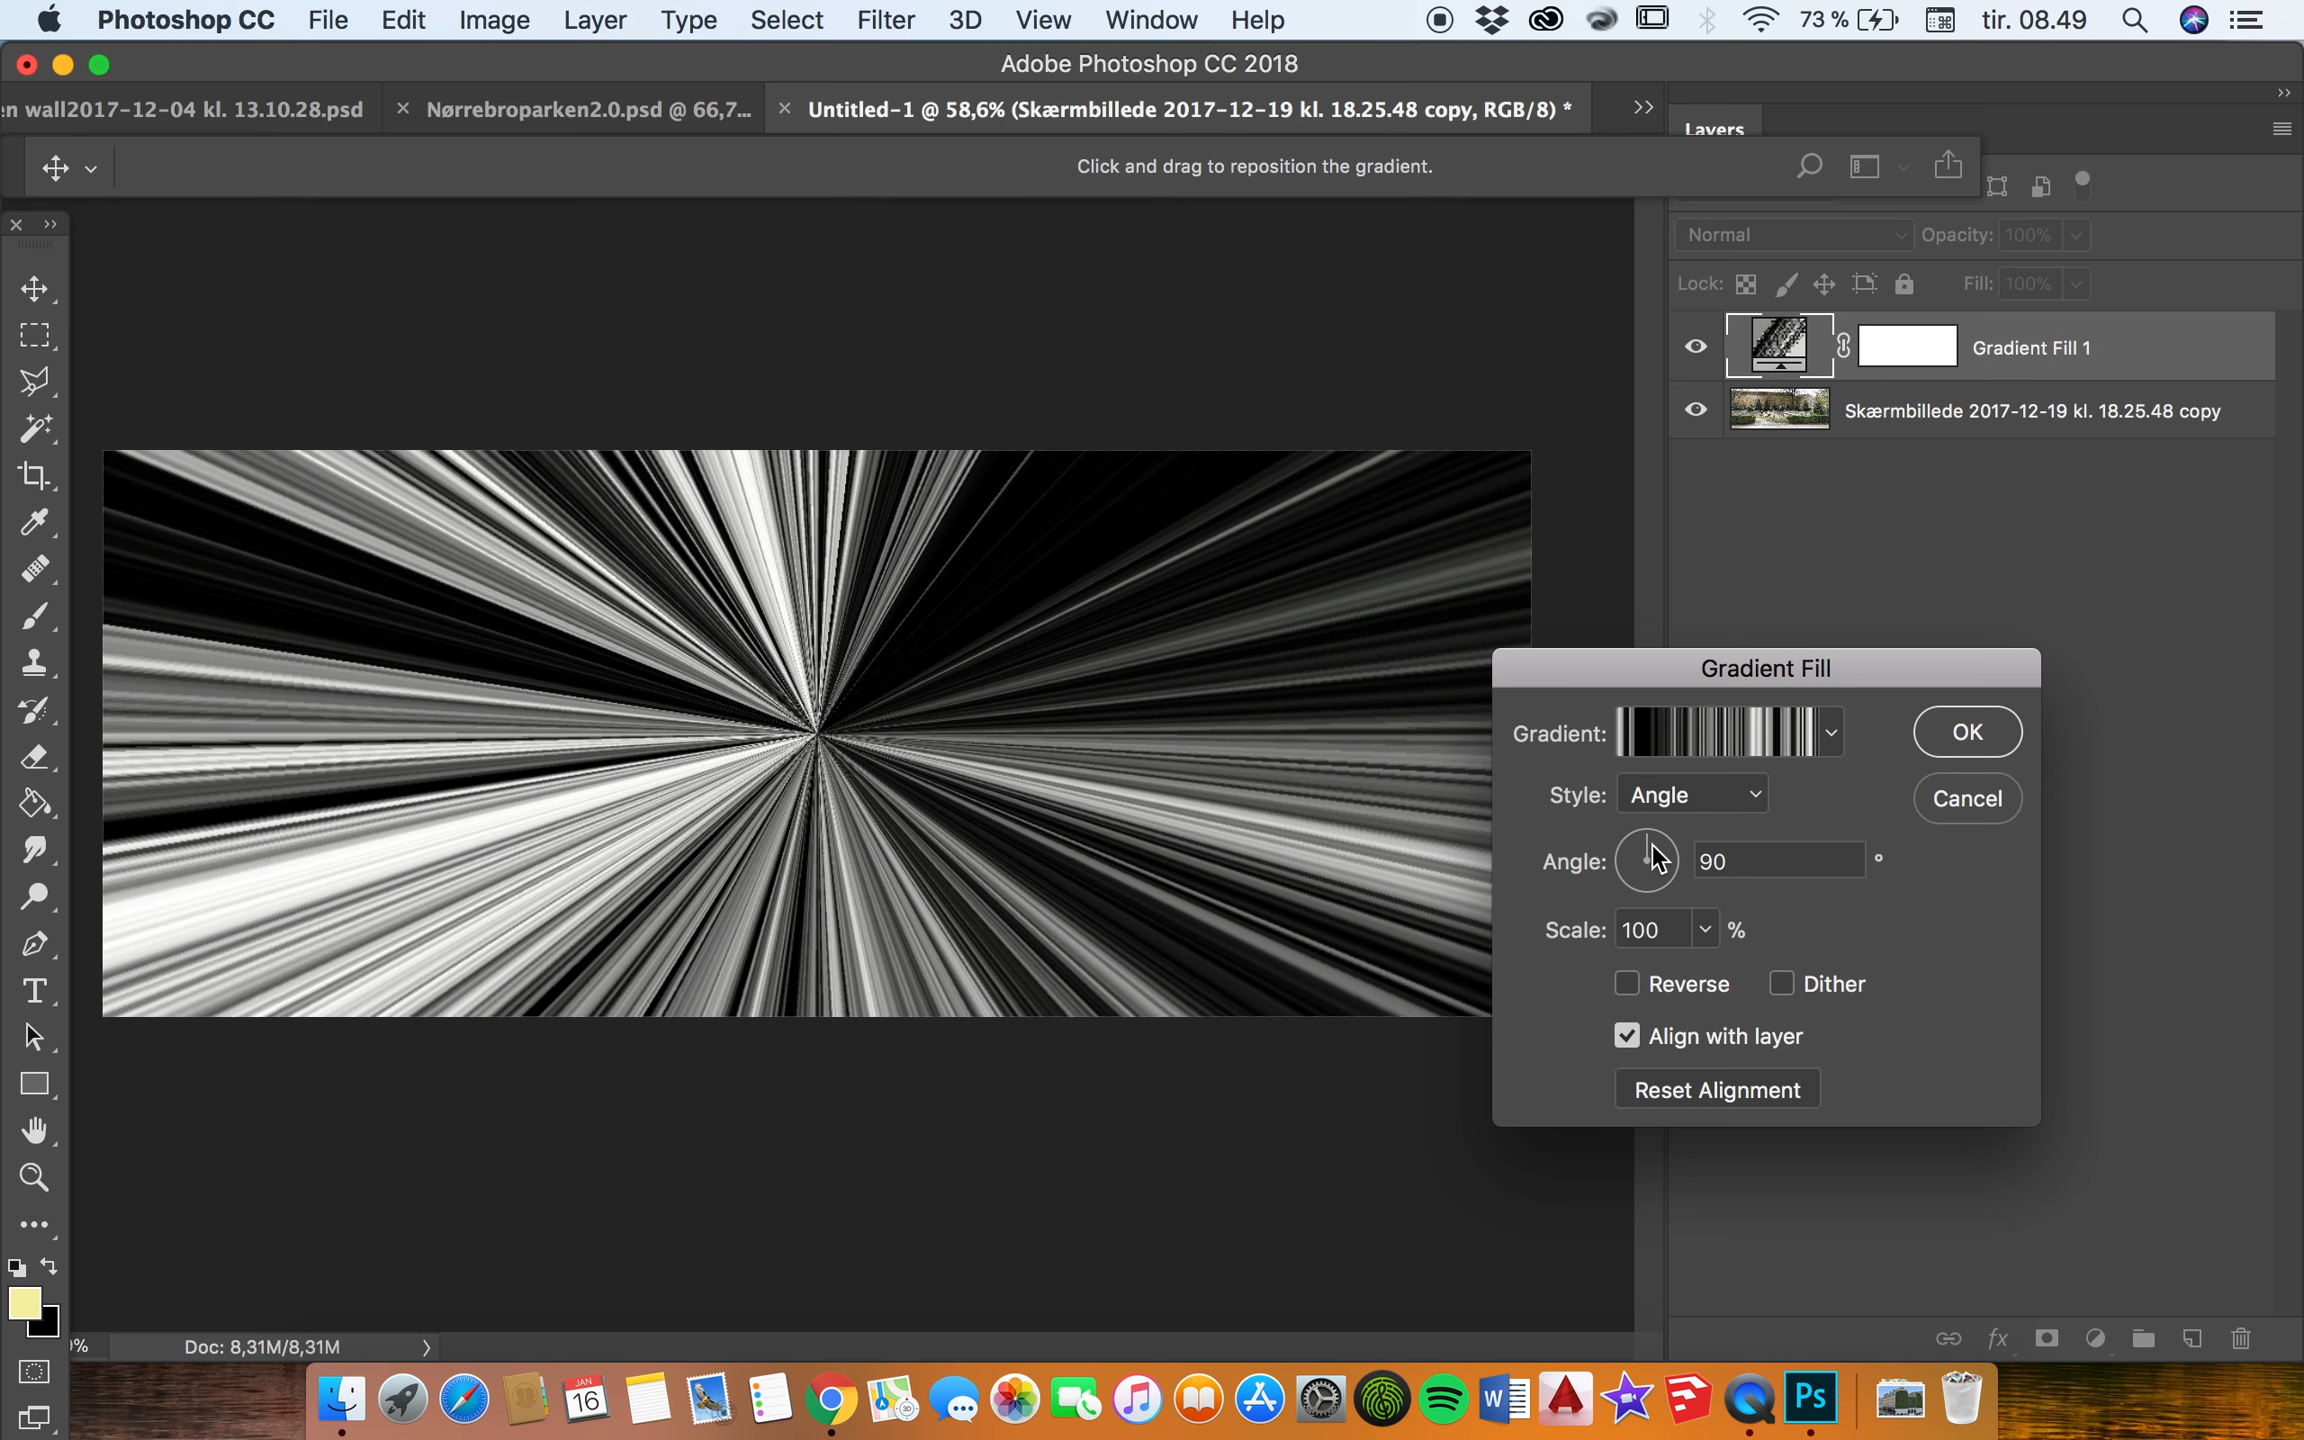 Photoshop CC File Edit Image Layer Type Select Filter 3D View Window Help 73 % tir. 08.49
Adobe Photoshop CC 2018
en wall2017-12-04 kl. 13.10.28.psd × Nørrebroparken2.0.psd @ 66,7... × Untitled-1 @ 58,6% (Skærmbillede 2017-12-19 kl. 18.25.48 copy, RGB/8) * >>
Layers
Click and drag to reposition the gradient.
Normal Opacity: 100%
Lock: Fill: 100%
Gradient Fill 1
Skærmbillede 2017-12-19 kl. 18.25.48 copy
Gradient Fill
Gradient: OK
Style: Angle Cancel
Angle: 90 °
Scale: 100 %
Reverse Dither
Align with layer
Reset Alignment
Doc: 8,31M/8,31M
JAN
16
3D
W
Ps